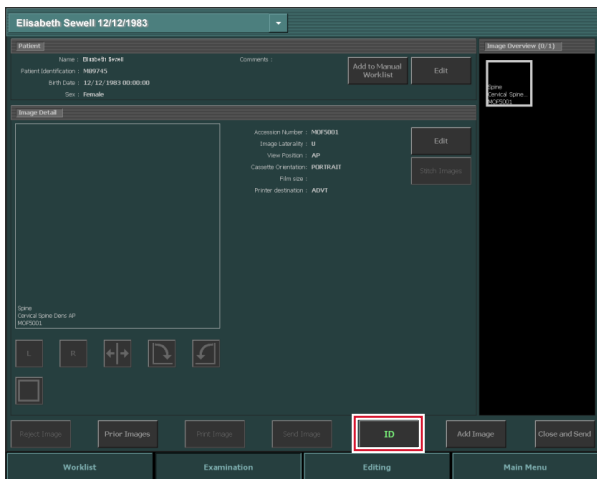 Elisabeth Sewell 12/12/1983
Patient
Name : Elisabeth Sewell
Patient Identification : M89745
Birth Date : 12/12/1983 00:00:00
Sex : Female
Comments :
Add to Manual
Worklist
Edit
Image Overview (0/1)
Spine
Cervical Spine...
MOF5001
Image Detail
Accession Number : MOF5001
Image Laterality : U
View Position : AP
Cassette Orientation: PORTRAIT
Film size :
Printer destination : ADVT
Edit
Stitch Images
Spine
Cervical Spine Dens AP
MOF5001
L
R
Reject Image
Prior Images
Print Image
Send Image
ID
Add Image
Close and Send
Worklist
Examination
Editing
Main Menu